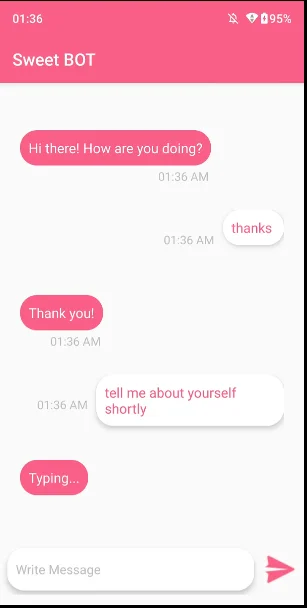 01:36 95%
Sweet BOT
Hi there! How are you doing?
01:36 AM
thanks
01:36 AM
Thank you!
01:36 AM
tell me about yourself
shortly
01:36 AM
Typing...
Write Message